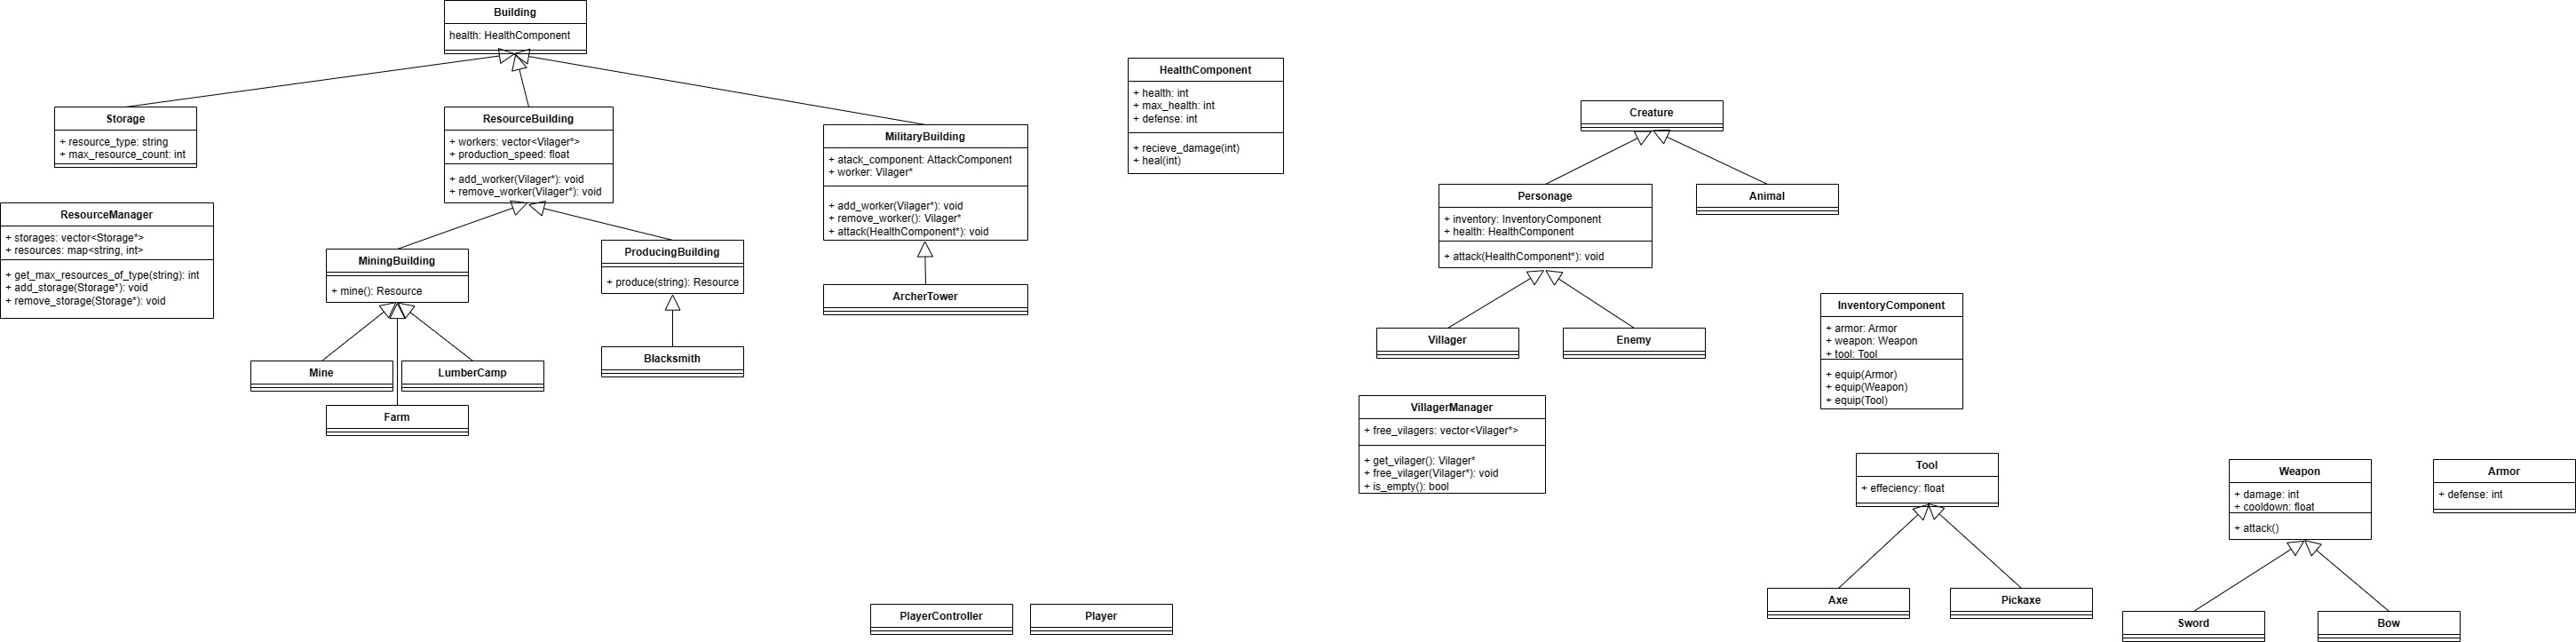 Building
health: HealthComponent
Storage
+ resource_type: string
+ max_resource_count: int
ResourceBuilding
+ workers: vector<Vilager*>
+ production_speed: float
+ add_worker(Vilager*): void
+ remove_worker(Vilager*): void
MilitaryBuilding
+ atack_component: AttackComponent
+ worker: Vilager*
+ add_worker(Vilager*): void
+ remove_worker(): Vilager*
+ attack(HealthComponent*): void
ResourceManager
+ storages: vector<Storage*>
+ resources: map<string, int>
+ get_max_resources_of_type(string): int
+ add_storage(Storage*): void
+ remove_storage(Storage*): void
MiningBuilding
+ mine(): Resource
ProducingBuilding
+ produce(string): Resource
ArcherTower
Mine
LumberCamp
Farm
Blacksmith
HealthComponent
+ health: int
+ max_health: int
+ defense: int
+ recieve_damage(int)
+ heal(int)
Creature
Personage
+ inventory: InventoryComponent
+ health: HealthComponent
+ attack(HealthComponent*): void
Animal
Villager
Enemy
InventoryComponent
+ armor: Armor
+ weapon: Weapon
+ tool: Tool
+ equip(Armor)
+ equip(Weapon)
+ equip(Tool)
VillagerManager
+ free_vilagers: vector<Vilager*>
+ get_vilager(): Vilager*
+ free_vilager(Vilager*): void
+ is_empty(): bool
Tool
+ effeciency: float
Weapon
+ damage: int
+ cooldown: float
+ attack()
Armor
+ defense: int
Axe
Pickaxe
Sword
Bow
PlayerController
Player